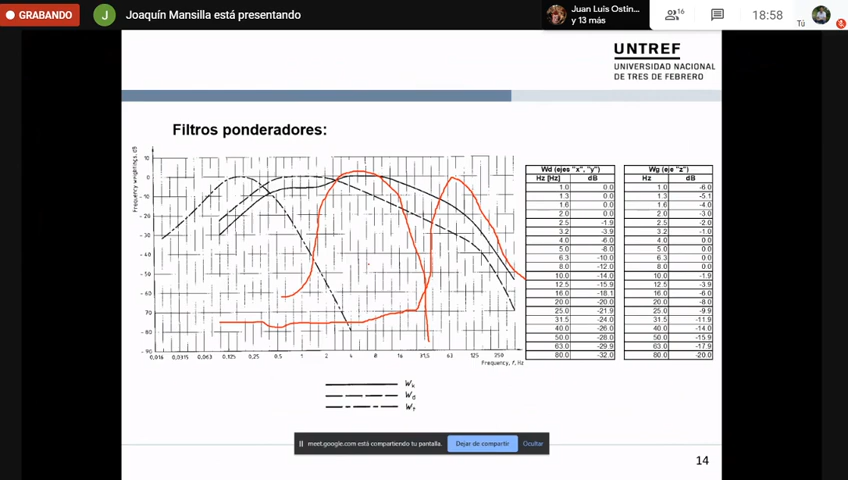 GRABANDO
J
Joaquín Mansilla está presentando
Juan Luis Ostin...
y 13 más
16
18:58
Tú
UNTREF
UNIVERSIDAD NACIONAL
DE TRES DE FEBRERO
Filtros ponderadores:
Frequency weightings, dB
10
0
-10
-20
-30
-40
-50
-60
-70
-80
-90
0,016 0,0315 0,063 0,125 0,25 0,5 1 2 4 8 16 31,5 63 125 250
Frequency, f, Hz
Wk
Wd
Wf
Wd (ejes "x", "y")
Hz [Hz] dB
1.0 0.0
1.3 0.0
1.6 0.0
2.0 0.0
2.5 -1.9
3.2 -3.9
4.0 -6.0
5.0 -8.0
6.3 -10.0
8.0 -12.0
10.0 -14.0
12.5 -15.9
16.0 -18.1
20.0 -20.0
25.0 -21.9
31.5 -24.0
40.0 -26.0
50.0 -28.0
63.0 -29.9
80.0 -32.0
Wg (eje "z")
Hz dB
1.0 -6.0
1.3 -5.1
1.6 -4.0
2.0 -3.0
2.5 -2.0
3.2 -1.0
4.0 0.0
5.0 0.0
6.3 0.0
8.0 0.0
10.0 -1.9
12.5 -3.9
16.0 -6.0
20.0 -8.0
25.0 -9.9
31.5 -11.9
40.0 -14.0
50.0 -15.9
63.0 -17.9
80.0 -20.0
meet.google.com está compartiendo tu pantalla.
Dejar de compartir
Ocultar
14